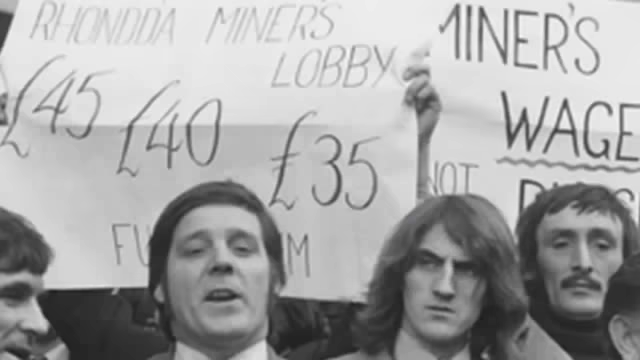 RHONDDA MINER'S
LOBBY
£45 £40 £35
MINER'S
WAGE
NOT